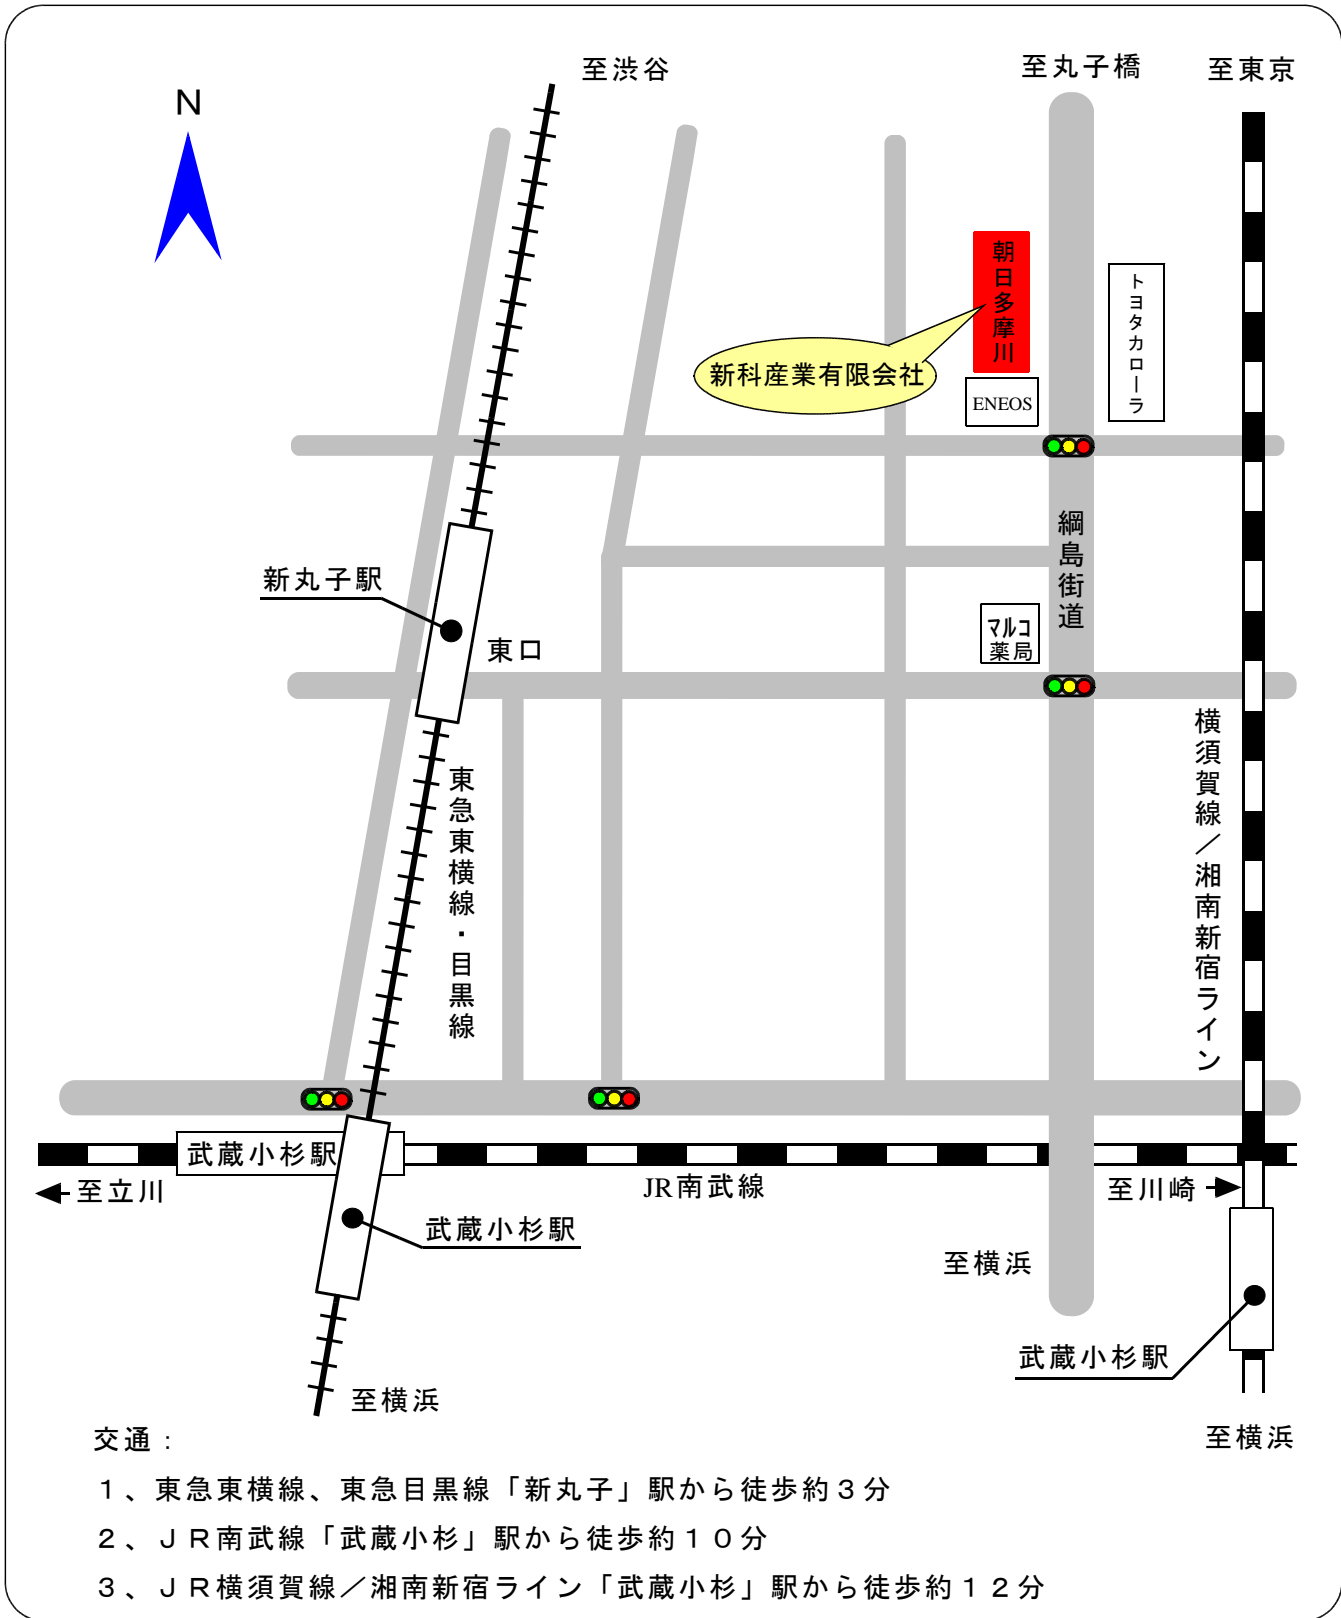 至渋谷
至丸子橋
至東京
N
朝日多摩川
トヨタカローラ
新科産業有限会社
ENEOS
綱島街道
新丸子駅
東口
マルコ
薬局
横須賀線／湘南新宿ライン
東急東横線・目黒線
武蔵小杉駅
至立川
JR南武線
至川崎
武蔵小杉駅
至横浜
武蔵小杉駅
至横浜
至横浜
交通：
１、東急東横線、東急目黒線「新丸子」駅から徒歩約３分
２、ＪＲ南武線「武蔵小杉」駅から徒歩約１０分
３、ＪＲ横須賀線／湘南新宿ライン「武蔵小杉」駅から徒歩約１２分